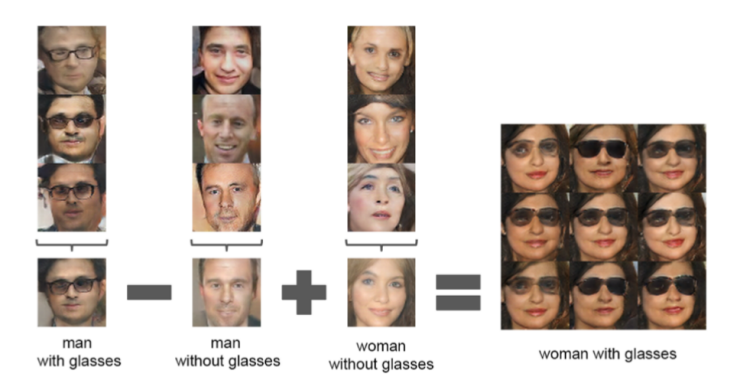 man
with glasses
man
without glasses
woman
without glasses
woman with glasses